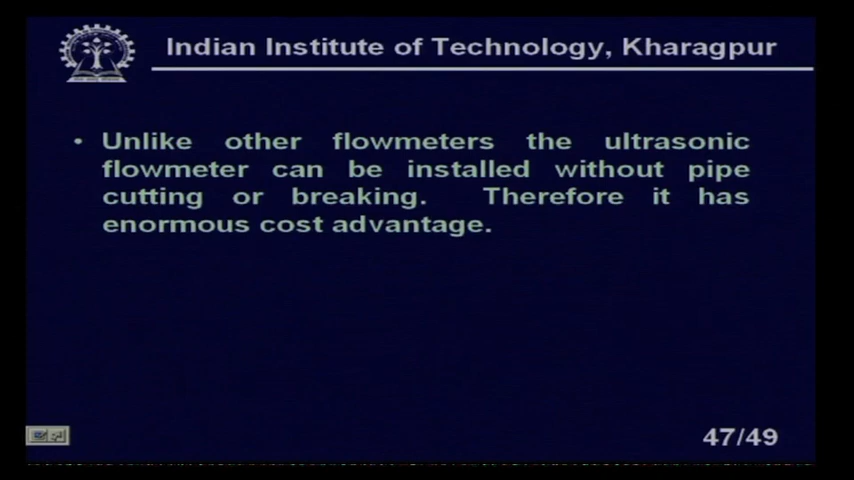 Indian Institute of Technology, Kharagpur
• Unlike other flowmeters the ultrasonic
flowmeter can be installed without pipe
cutting or breaking. Therefore it has
enormous cost advantage.
47/49